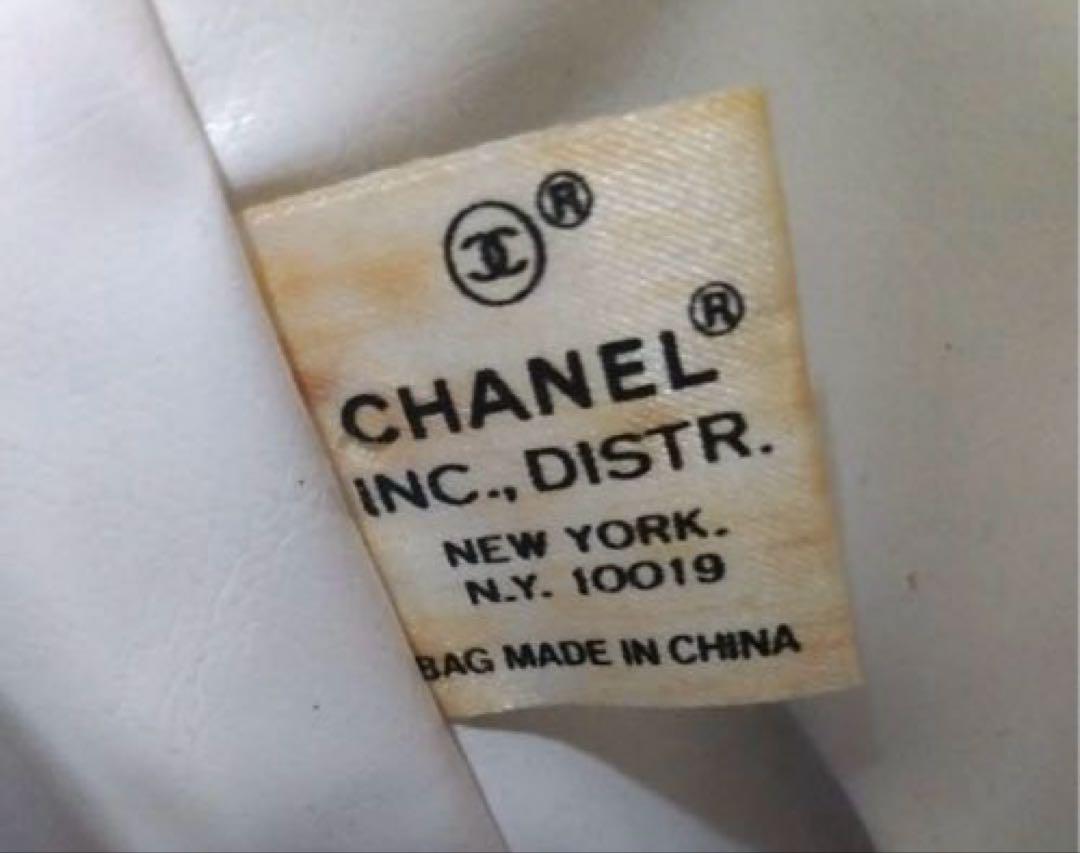 ®
CHANEL®
INC., DISTR.
NEW YORK.
N.Y. 10019
BAG MADE IN CHINA